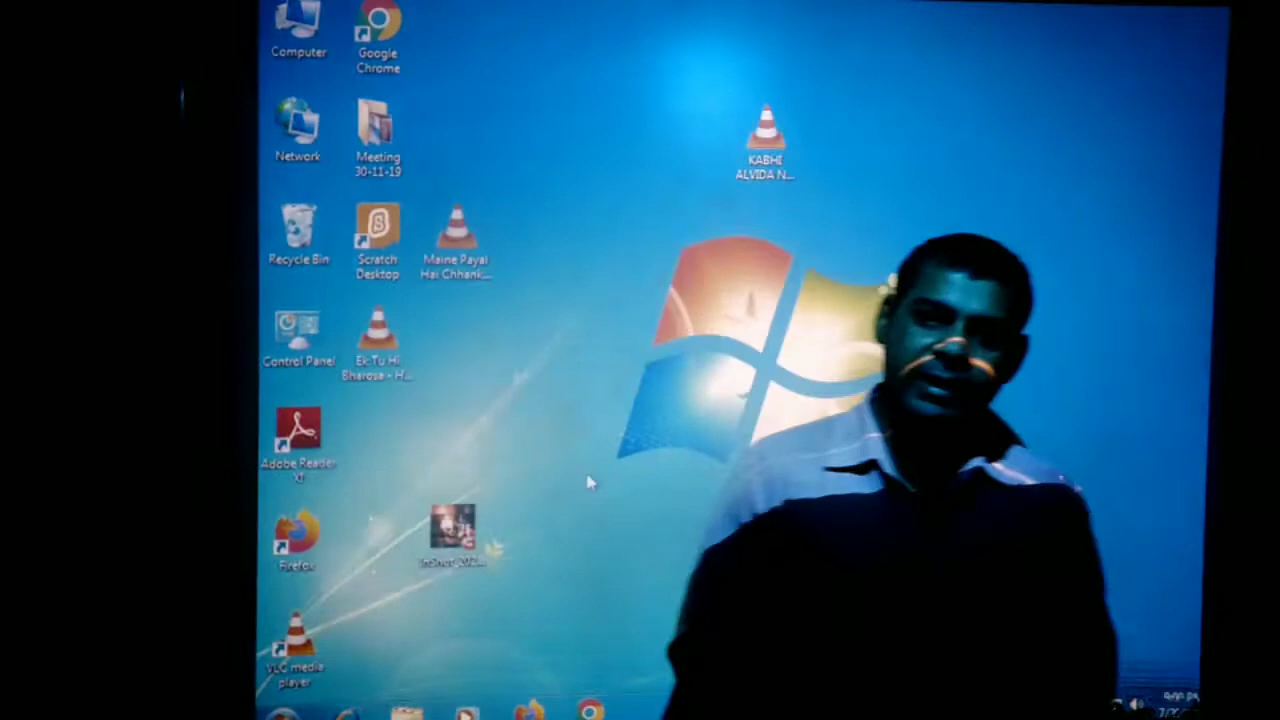 Computer
Google
Chrome
Network
Meeting
30-11-19
KABHI
ALVIDA N...
Recycle Bin
Scratch
Desktop
Maine Payal
Hai Chhank...
Control Panel
Ek Tu Hi
Bharosa - H...
Adobe Reader
XI
Firefox
InShot_202...
VLC media
player